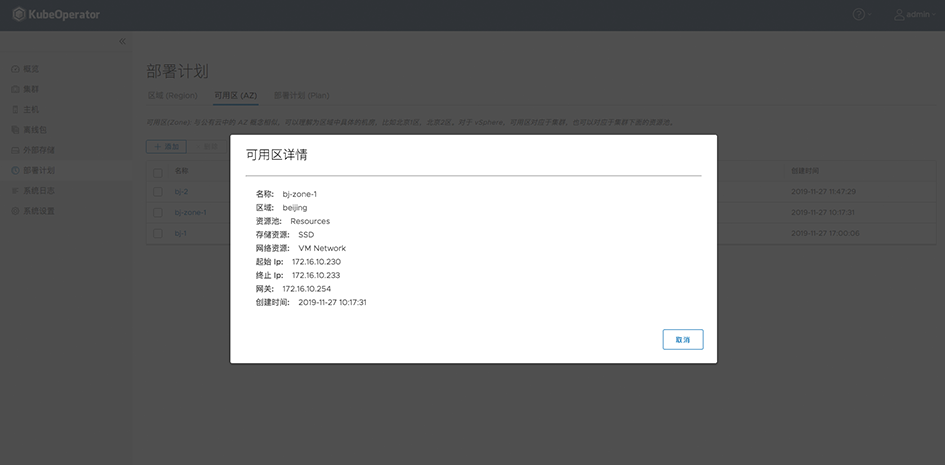 KubeOperator
admin
概览
集群
主机
离线包
外部存储
部署计划
系统日志
系统设置
部署计划
区域 (Region) 可用区 (AZ) 部署计划 (Plan)
可用区(Zone): 与公有云中的 AZ 概念相似, 可以理解为区域中具体的机房, 比如北京1区, 北京2区。对于 vSphere, 可用区对应于集群, 也可以对应于集群下面的资源池。
+ 添加 删除
名称 创建时间
bj-2 2019-11-27 11:47:29
bj-zone-1 2019-11-27 10:17:31
bj-1 2019-11-27 17:00:06
可用区详情
名称: bj-zone-1
区域: beijing
资源池: Resources
存储资源: SSD
网络资源: VM Network
起始 Ip: 172.16.10.230
终止 Ip: 172.16.10.233
网关: 172.16.10.254
创建时间: 2019-11-27 10:17:31
取消